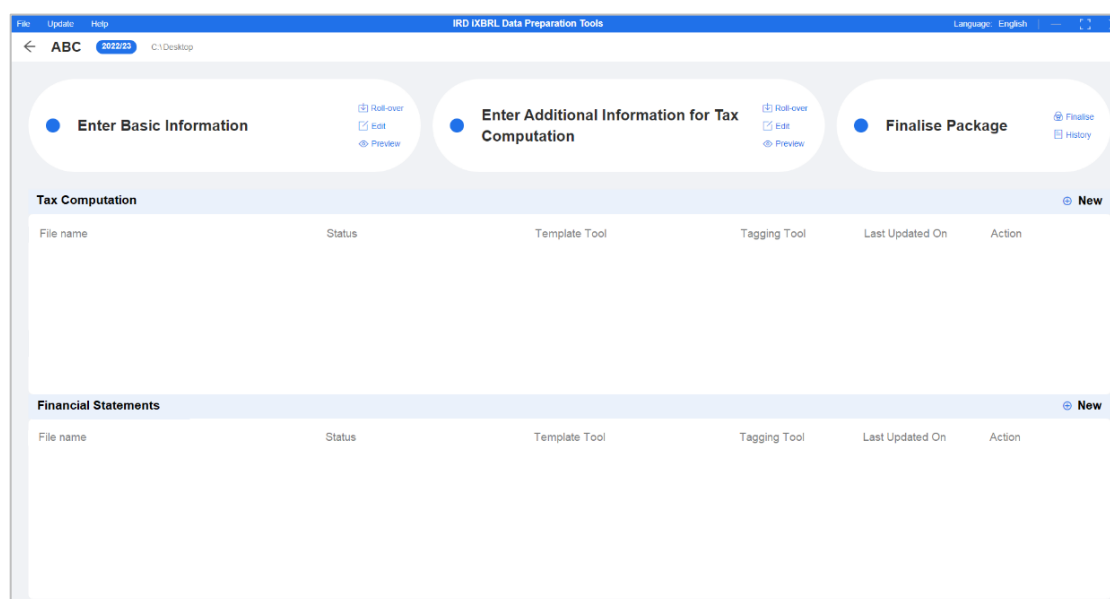 File Update Help IRD iXBRL Data Preparation Tools Language: English
ABC 2022/23 C:\Desktop
Enter Basic Information
Roll-over
Edit
Preview
Enter Additional Information for Tax
Computation
Roll-over
Edit
Preview
Finalise Package
Finalise
History
Tax Computation New
File name Status Template Tool Tagging Tool Last Updated On Action
Financial Statements New
File name Status Template Tool Tagging Tool Last Updated On Action